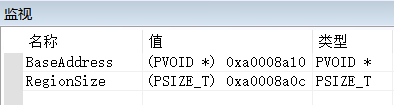 监视
名称 值 类型
BaseAddress (PVOID *) 0xa0008a10 PVOID *
RegionSize (PSIZE_T) 0xa0008a0c PSIZE_T